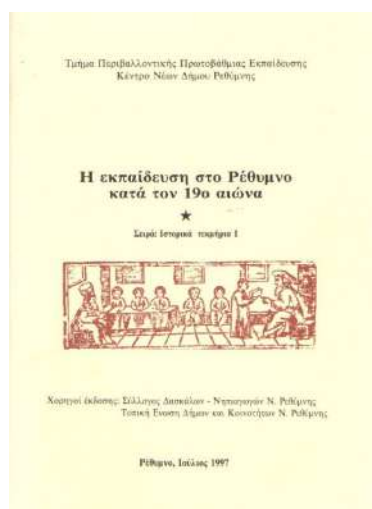 Τμήμα Περιβαλλοντικής Πρωτοβάθμιας Εκπαίδευσης
Κέντρο Νέων Δήμου Ρεθύμνης
Η εκπαίδευση στο Ρέθυμνο
κατά τον 19ο αιώνα
Σειρά: Ιστορικά τεκμήρια 1
Χορηγοί έκδοσης: Σύλλογος Δασκάλων - Νηπιαγωγών Ν. Ρεθύμνης
Τοπική Ένωση Δήμων και Κοινοτήτων Ν. Ρεθύμνης
Ρέθυμνο, Ιούλιος 1997